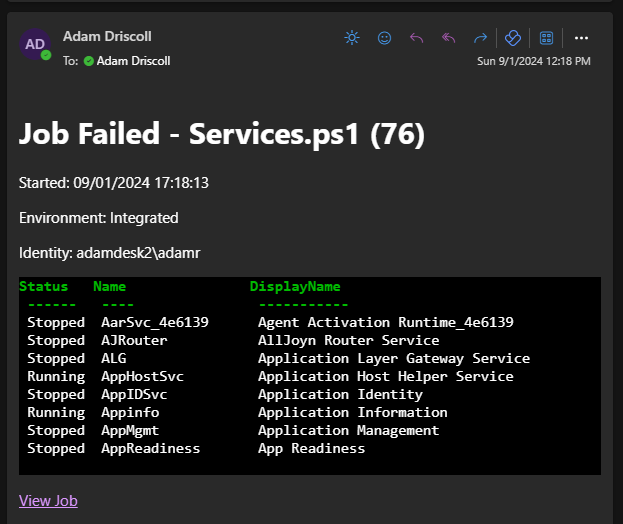 AD
Adam Driscoll
To: Adam Driscoll
Sun 9/1/2024 12:18 PM
Job Failed - Services.ps1 (76)
Started: 09/01/2024 17:18:13
Environment: Integrated
Identity: adamdesk2\adamr
Status   Name               DisplayName
------   ----               -----------
Stopped  AarSvc_4e6139      Agent Activation Runtime_4e6139
Stopped  AJRouter           AllJoyn Router Service
Stopped  ALG                Application Layer Gateway Service
Running  AppHostSvc         Application Host Helper Service
Stopped  AppIDSvc           Application Identity
Running  Appinfo            Application Information
Stopped  AppMgmt            Application Management
Stopped  AppReadiness       App Readiness
View Job